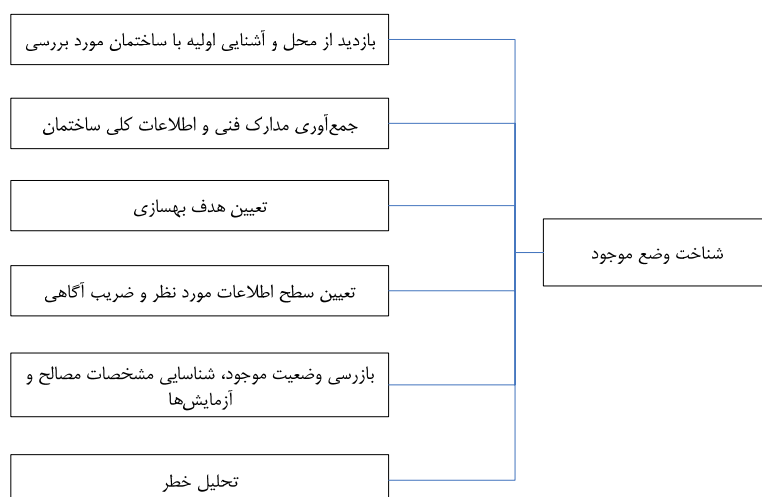 بازدید از محل و آشنایی اولیه با ساختمان مورد بررسی
جمع‌آوری مدارک فنی و اطلاعات کلی ساختمان
تعیین هدف بهسازی
شناخت وضع موجود
تعیین سطح اطلاعات مورد نظر و ضریب آگاهی
بازرسی وضعیت موجود، شناسایی مشخصات مصالح و
آزمایش‌ها
تحلیل خطر